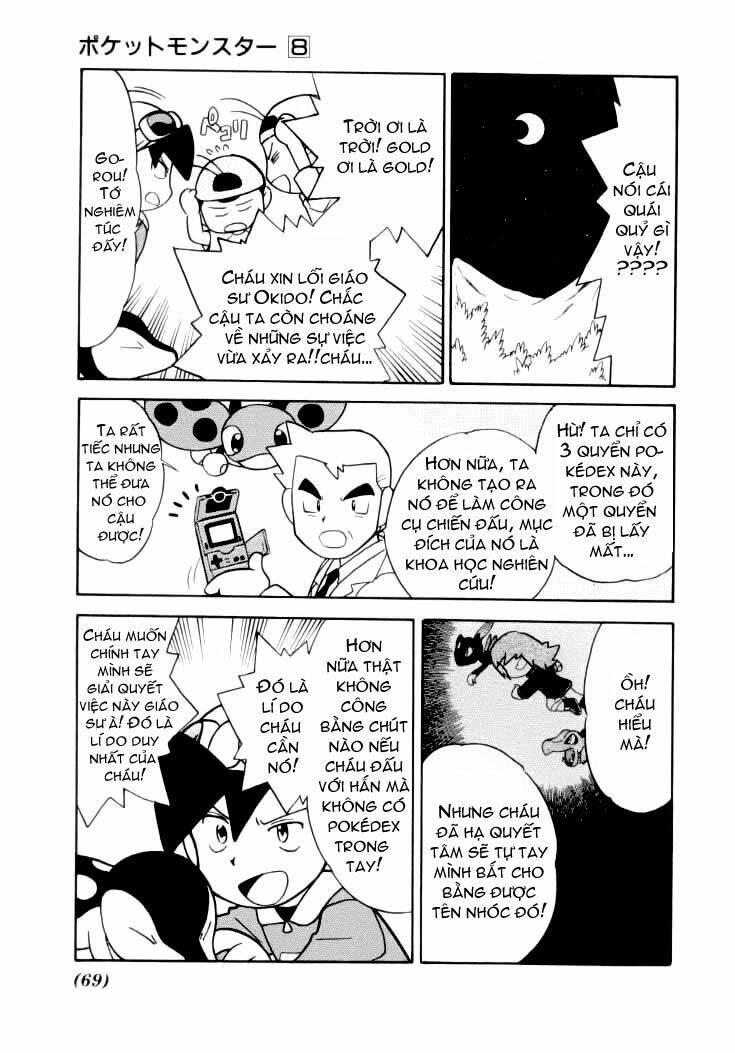 ポケットモンスター 8
CẬU
NÓI CÁI
QUÁI
QUỶ GÌ
VẬY!
????
TRỜI ƠI LÀ
TRỜI! GOLD
ƠI LÀ GOLD!
パコリ
GO-
ROU!
TỚ
NGHIÊM
TÚC
ĐẤY!
CHÁU XIN LỖI GIÁO
SƯ OKIDO! CHẮC
CẬU TA CÒN CHOÁNG
VỀ NHỮNG SỰ VIỆC
VỪA XẢY RA!!CHÁU...
HỪ! TA CHỈ CÓ
3 QUYỂN PO-
KÉDEX NÀY,
TRONG ĐÓ
MỘT QUYỂN
ĐÃ BỊ LẤY
MẤT...
HƠN NỮA, TA
KHÔNG TẠO RA
NÓ ĐỂ LÀM CÔNG
CỤ CHIẾN ĐẤU, MỤC
ĐÍCH CỦA NÓ LÀ
KHOA HỌC NGHIÊN
CỨU!
TA RẤT
TIẾC NHƯNG
TA KHÔNG
THỂ ĐƯA
NÓ CHO
CẬU
ĐƯỢC!
ỒH!
CHÁU
HIỂU
MÀ!
NHƯNG CHÁU
ĐÃ HẠ QUYẾT
TÂM SẼ TỰ TAY
MÌNH BẮT CHO
BẰNG ĐƯỢC
TÊN NHÓC ĐÓ!
HƠN
NỮA THẬT
KHÔNG
CÔNG
BẰNG CHÚT
NÀO NẾU
CHÁU ĐẤU
VỚI HẮN MÀ
KHÔNG CÓ
POKÉDEX
TRONG
TAY!
ĐÓ LÀ
LÍ DO
CHÁU
CẦN
NÓ!
CHÁU MUỐN
CHÍNH TAY
MÌNH SẼ
GIẢI QUYẾT
VIỆC NÀY GIÁO
SƯ À! ĐÓ LÀ
LÍ DO DUY
NHẤT CỦA
CHÁU!
(69)